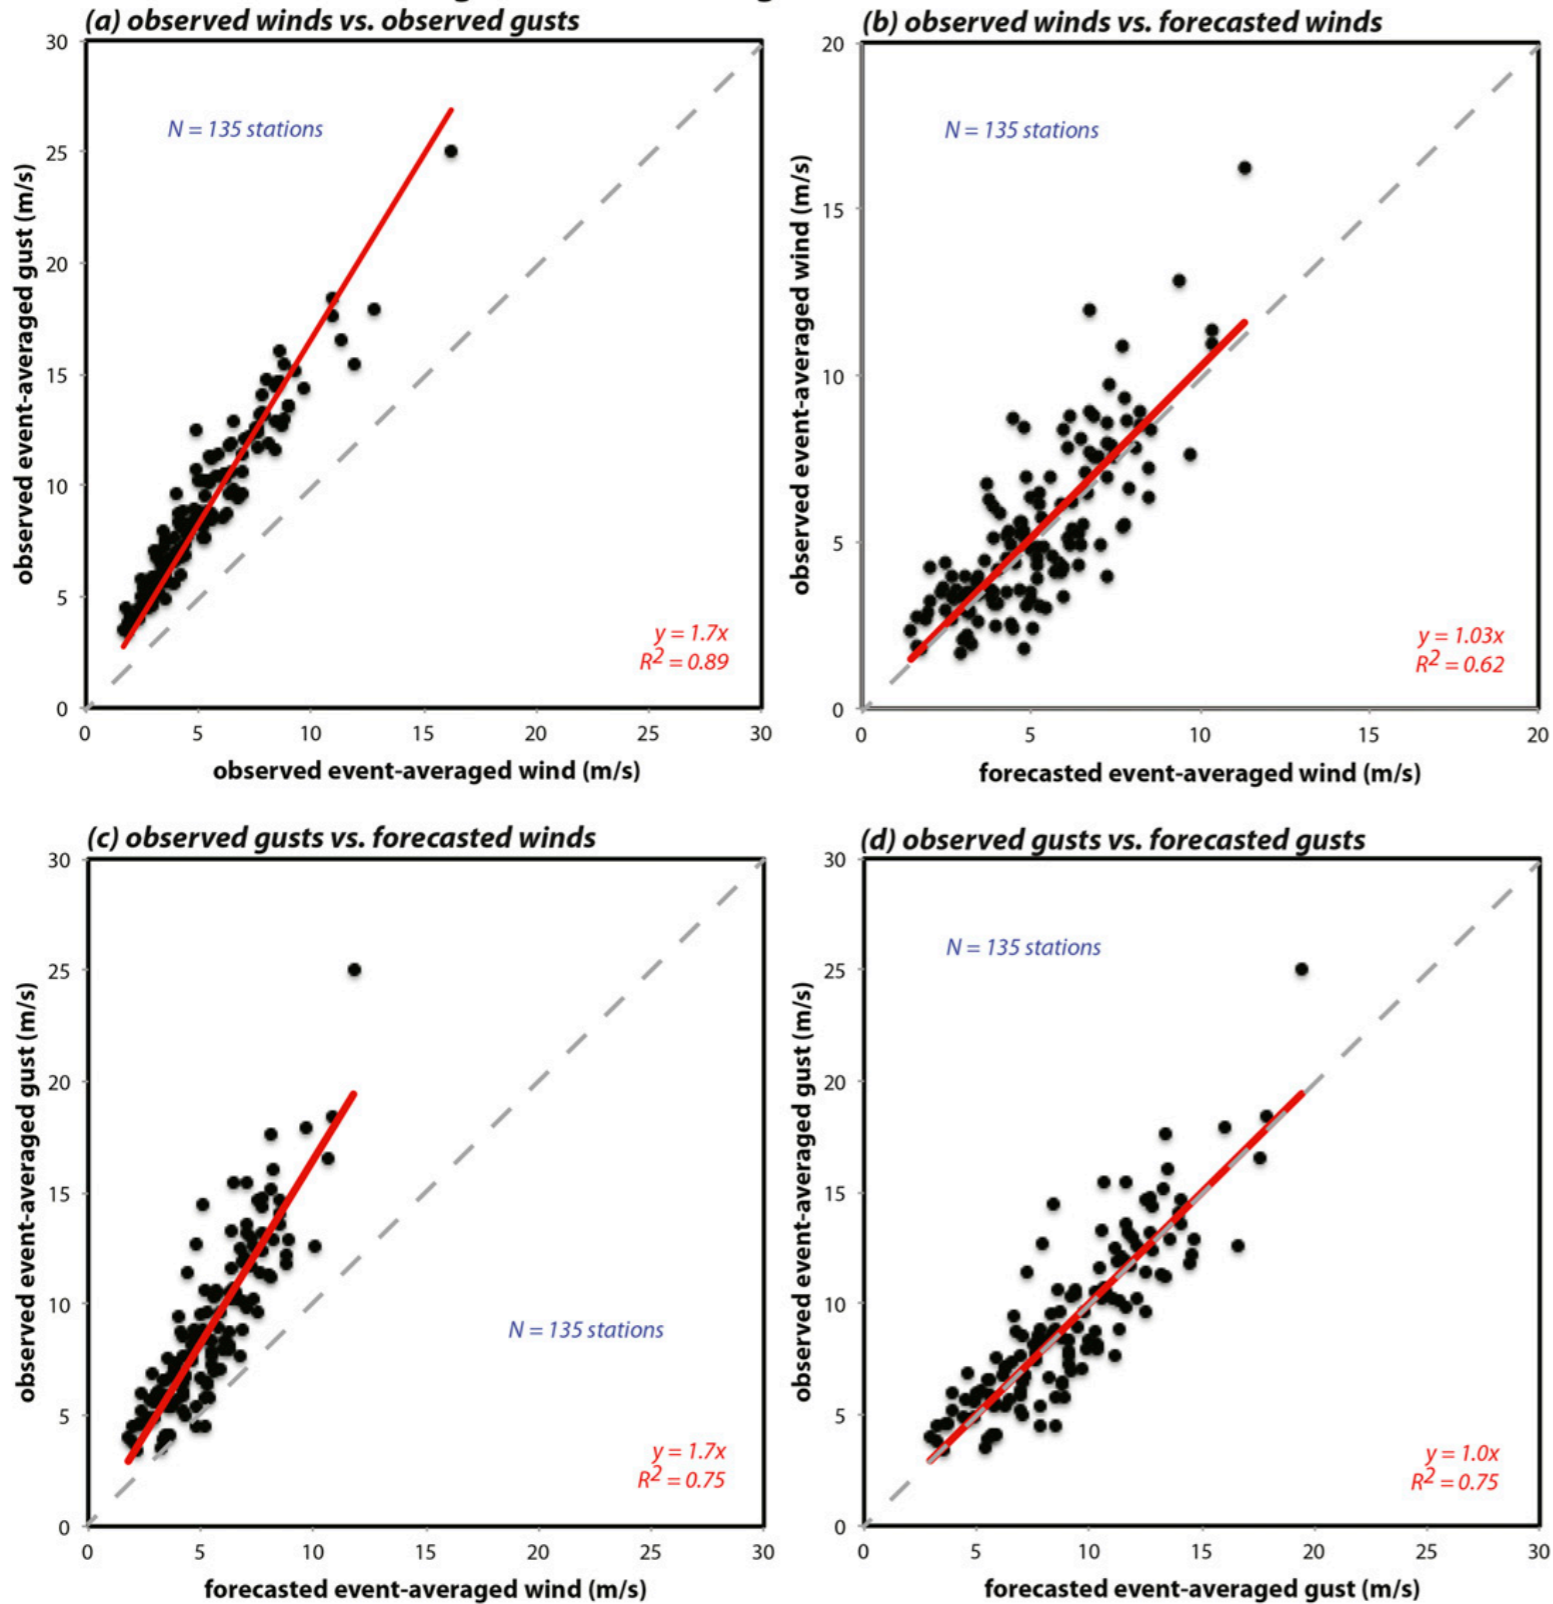 (a) observed winds vs. observed gusts
30
25
20
15
10
5
0
observed event-averaged gust (m/s)
N = 135 stations
y = 1.7x
R2 = 0.89
0 5 10 15 20 25 30
observed event-averaged wind (m/s)
(b) observed winds vs. forecasted winds
20
15
10
5
0
observed event-averaged wind (m/s)
N = 135 stations
y = 1.03x
R2 = 0.62
0 5 10 15 20
forecasted event-averaged wind (m/s)
(c) observed gusts vs. forecasted winds
30
25
20
15
10
5
0
observed event-averaged gust (m/s)
N = 135 stations
y = 1.7x
R2 = 0.75
0 5 10 15 20 25 30
forecasted event-averaged wind (m/s)
(d) observed gusts vs. forecasted gusts
30
25
20
15
10
5
0
observed event-averaged gust (m/s)
N = 135 stations
y = 1.0x
R2 = 0.75
0 5 10 15 20 25 30
forecasted event-averaged gust (m/s)